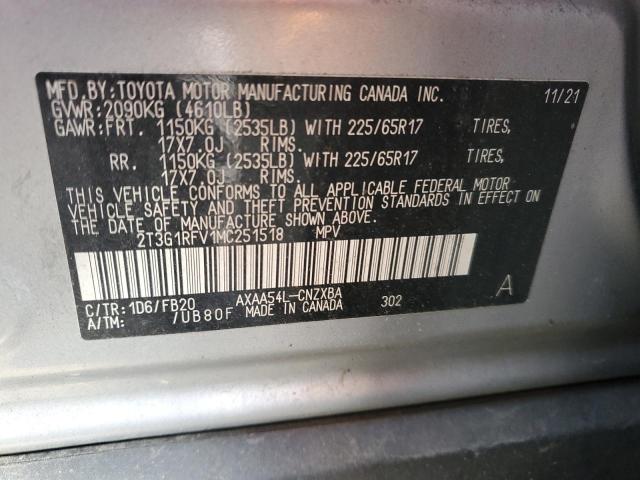 MFD.BY:TOYOTA MOTOR MANUFACTURING CANADA INC. 11/21
GVWR:2090KG (4610LB)
GAWR:FRT. 1150KG (2535LB) WITH 225/65R17 TIRES,
17X7.0J RIMS.
RR. 1150KG (2535LB) WITH 225/65R17 TIRES,
17X7.0J RIMS.
THIS VEHICLE CONFORMS TO ALL APPLICABLE FEDERAL MOTOR
VEHICLE SAFETY AND THEFT PREVENTION STANDARDS IN EFFECT ON
THE DATE OF MANUFACTURE SHOWN ABOVE.
2T3G1RFV1MC251518 MPV
C/TR:1D6/FB20 AXAA54L-CNZXBA 302 A
A/TM: /UB80F MADE IN CANADA